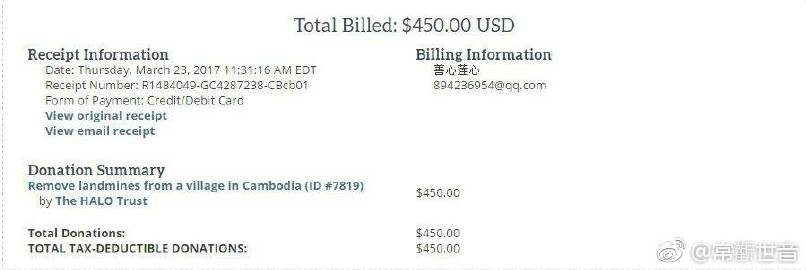 Total Billed: $450.00 USD
Receipt Information
Date: Thursday, March 23, 2017 11:31:16 AM EDT
Receipt Number: R1484049-GC4287238-CBcb01
Form of Payment: Credit/Debit Card
View original receipt
View email receipt
Billing Information
善心莲心
894236954@qq.com
Donation Summary
Remove landmines from a village in Cambodia (ID #7819)
by The HALO Trust
$450.00
Total Donations: $450.00
TOTAL TAX-DEDUCTIBLE DONATIONS: $450.00
@常觀世音